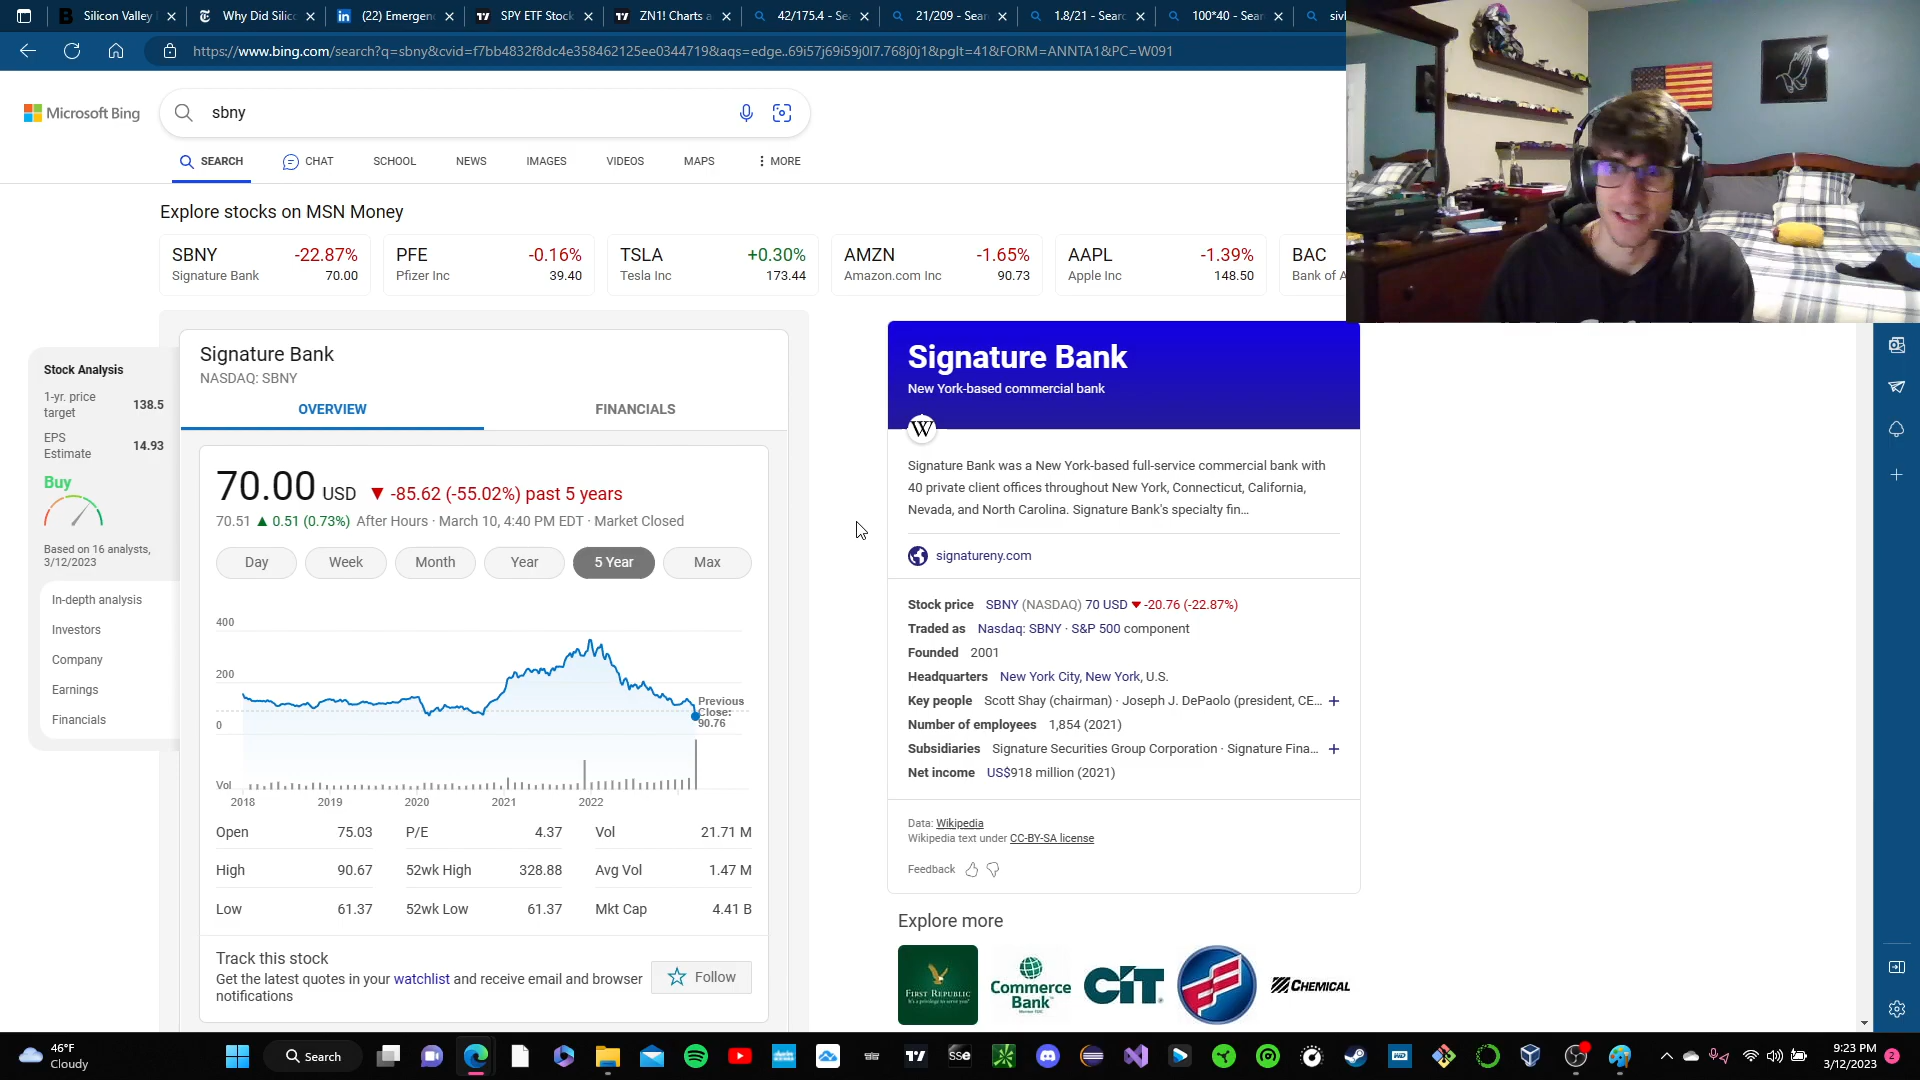 Silicon Valley
Why Did Silic
(22) Emergen
SPY ETF Stock
ZN1! Charts a
42/175.4 - Se
21/209 - Sear
1.8/21 - Searc
100*40 - Sear
sivl
https://www.bing.com/search?q=sbny&cvid=f7bb4832f8dc4e358462125ee0344719&aqs=edge..69i57j69i59j0l7.768j0j1&pglt=41&FORM=ANNTA1&PC=W091
Microsoft Bing
sbny
SEARCH CHAT SCHOOL NEWS IMAGES VIDEOS MAPS MORE
Explore stocks on MSN Money
SBNY -22.87%
Signature Bank 70.00
PFE -0.16%
Pfizer Inc 39.40
TSLA +0.30%
Tesla Inc 173.44
AMZN -1.65%
Amazon.com Inc 90.73
AAPL -1.39%
Apple Inc 148.50
BAC
Bank of A
Stock Analysis
1-yr. price
target 138.5
EPS
Estimate 14.93
Buy
Based on 16 analysts,
3/12/2023
In-depth analysis
Investors
Company
Earnings
Financials
Signature Bank
NASDAQ: SBNY
OVERVIEW FINANCIALS
70.00 USD ▼ -85.62 (-55.02%) past 5 years
70.51 ▲ 0.51 (0.73%) After Hours · March 10, 4:40 PM EDT · Market Closed
Day Week Month Year 5 Year Max
400
200
0
Previous
Close:
90.76
Vol
2018 2019 2020 2021 2022
Open 75.03 P/E 4.37 Vol 21.71 M
High 90.67 52wk High 328.88 Avg Vol 1.47 M
Low 61.37 52wk Low 61.37 Mkt Cap 4.41 B
Track this stock
Get the latest quotes in your watchlist and receive email and browser
notifications
Follow
Signature Bank
New York-based commercial bank
W
Signature Bank was a New York-based full-service commercial bank with
40 private client offices throughout New York, Connecticut, California,
Nevada, and North Carolina. Signature Bank's specialty fin...
signatureny.com
Stock price SBNY (NASDAQ) 70 USD ▼ -20.76 (-22.87%)
Traded as Nasdaq: SBNY · S&P 500 component
Founded 2001
Headquarters New York City, New York, U.S.
Key people Scott Shay (chairman) · Joseph J. DePaolo (president, CE... +
Number of employees 1,854 (2021)
Subsidiaries Signature Securities Group Corporation · Signature Fina... +
Net income US$918 million (2021)
Data: Wikipedia
Wikipedia text under CC-BY-SA license
Feedback
Explore more
FIRST REPUBLIC
It's a privilege to serve you
Commerce
Bank
CIT
CHEMICAL
46°F
Cloudy
Search
sse
9:23 PM
3/12/2023
2